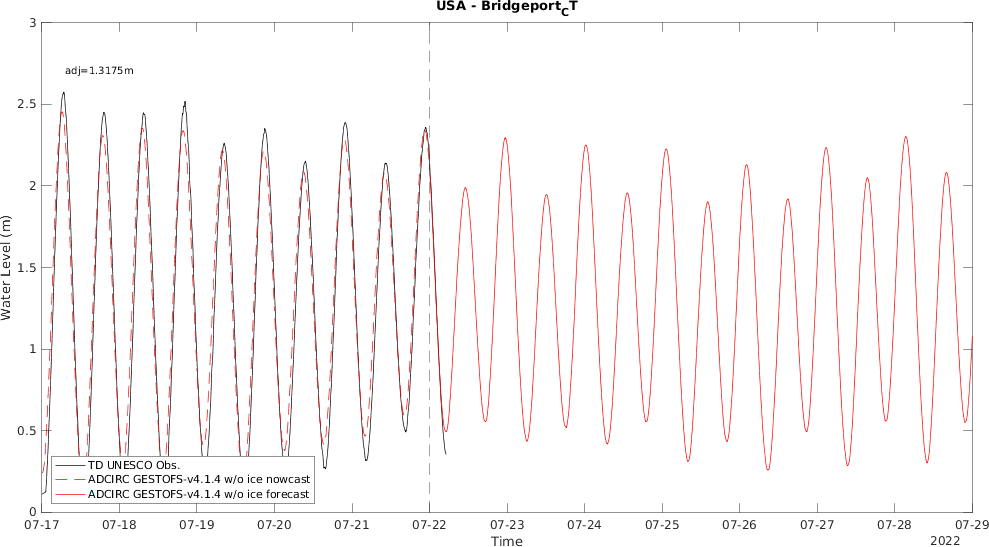 USA - Bridgeport_CT
3
adj=1.3175m
2.5
2
1.5
1
0.5
0
Water Level (m)
TD UNESCO Obs.
ADCIRC GESTOFS-v4.1.4 w/o ice nowcast
ADCIRC GESTOFS-v4.1.4 w/o ice forecast
07-17 07-18 07-19 07-20 07-21 07-22 07-23 07-24 07-25 07-26 07-27 07-28 07-29
Time
2022